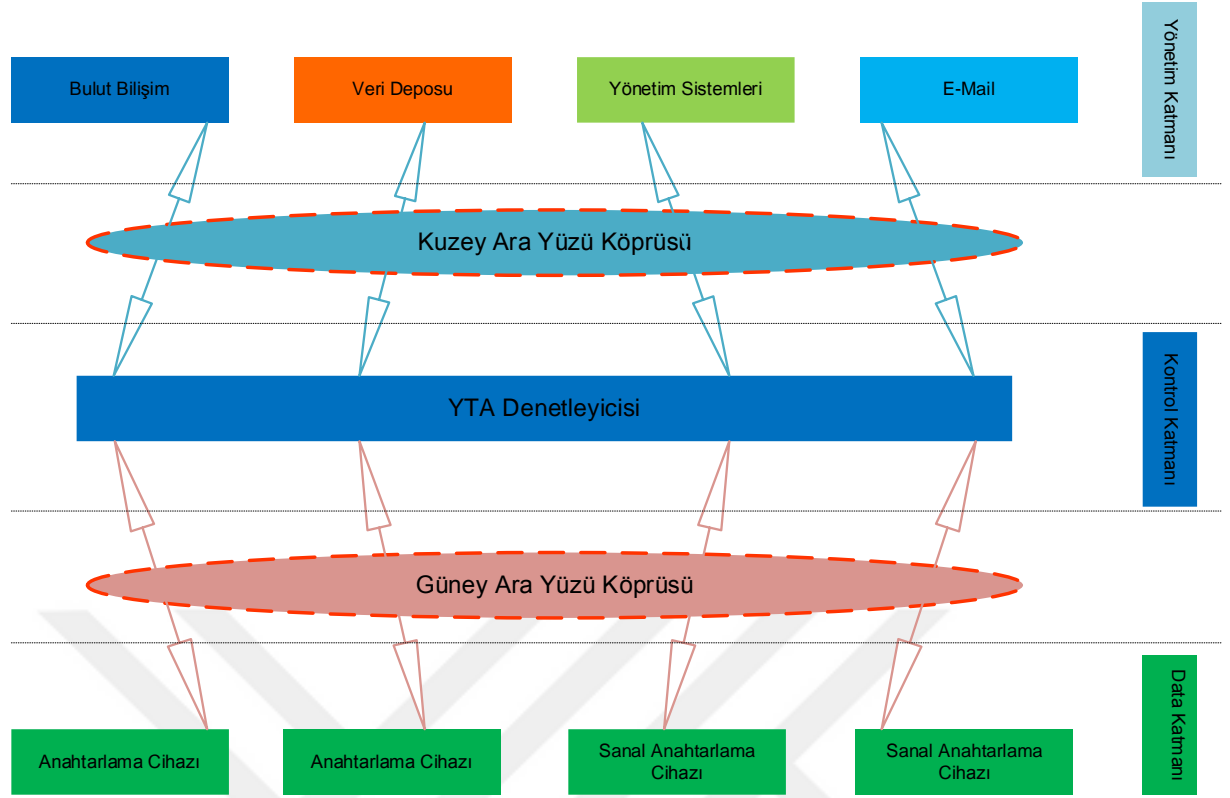 Yönetim Katmanı
Bulut Bilişim
Veri Deposu
Yönetim Sistemleri
E-Mail
Kuzey Ara Yüzü Köprüsü
Kontrol Katmanı
YTA Denetleyicisi
Güney Ara Yüzü Köprüsü
Data Katmanı
Anahtarlama Cihazı
Anahtarlama Cihazı
Sanal Anahtarlama
Cihazı
Sanal Anahtarlama
Cihazı